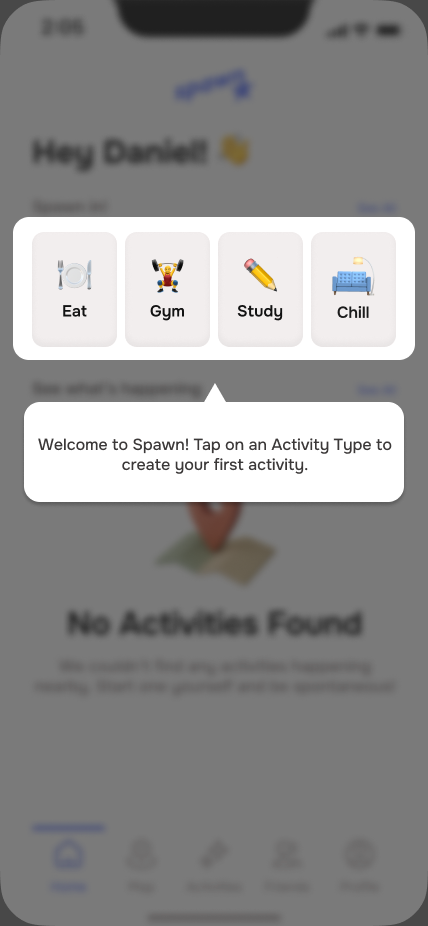 2:05
spawn
Hey Daniel! 👋
Spawn in!
See All
Eat
Gym
Study
Chill
See what's happening
See All
Welcome to Spawn! Tap on an Activity Type to
create your first activity.
No Activities Found
We couldn't find any activities happening
nearby. Start one yourself and be spontaneous!
Home
Map
Activities
Friends
Profile